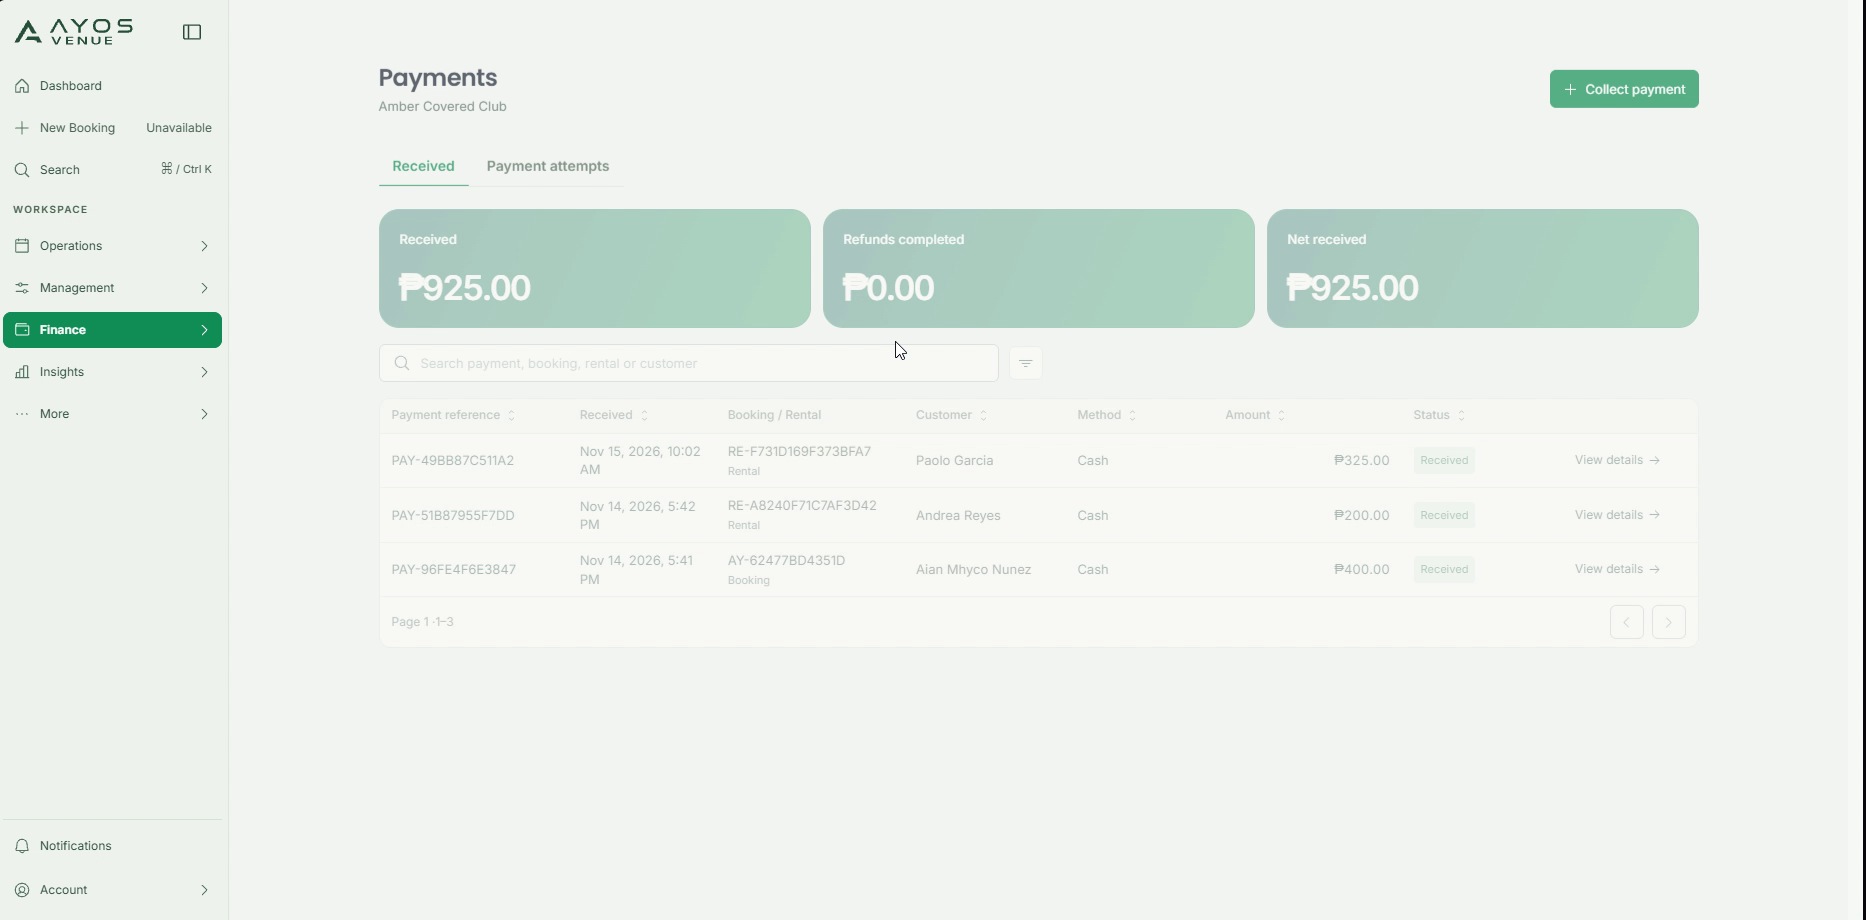 AYOS
VENUE
Dashboard
New Booking Unavailable
Search ⌘ / Ctrl K
WORKSPACE
Operations
Management
Finance
Insights
More
Notifications
Account
Payments
Amber Covered Club
+ Collect payment
Received Payment attempts
Received
₱925.00
Refunds completed
₱0.00
Net received
₱925.00
Search payment, booking, rental or customer
Payment reference Received Booking / Rental Customer Method Amount Status
PAY-49BB87C511A2 Nov 15, 2026, 10:02 AM RE-F731D169F373BFA7 Rental Paolo Garcia Cash ₱325.00 Received View details →
PAY-51B87955F7DD Nov 14, 2026, 5:42 PM RE-A8240F71C7AF3D42 Rental Andrea Reyes Cash ₱200.00 Received View details →
PAY-96FE4F6E3847 Nov 14, 2026, 5:41 PM AY-62477BD4351D Booking Aian Mhyco Nunez Cash ₱400.00 Received View details →
Page 1 ·1–3